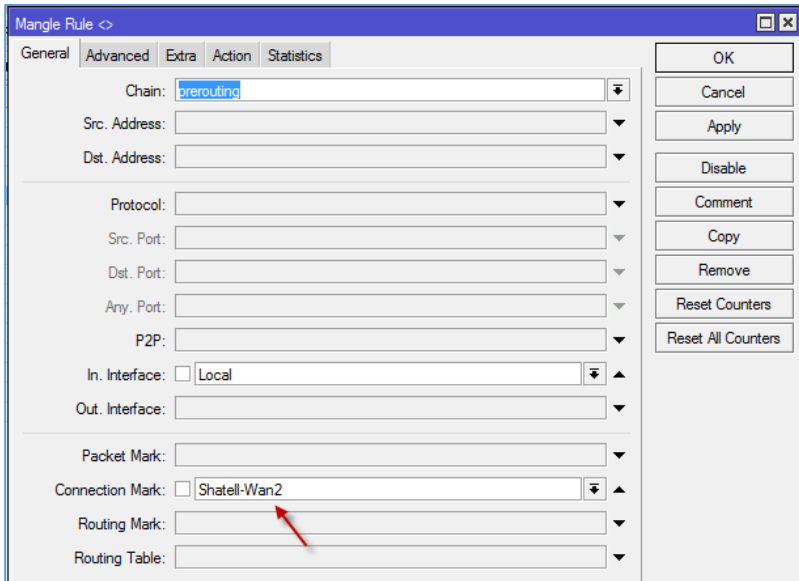 Mangle Rule <>
General Advanced Extra Action Statistics
Chain: prerouting
Src. Address:
Dst. Address:
Protocol:
Src. Port:
Dst. Port:
Any. Port:
P2P:
In. Interface: Local
Out. Interface:
Packet Mark:
Connection Mark: Shatell-Wan2
Routing Mark:
Routing Table:
OK
Cancel
Apply
Disable
Comment
Copy
Remove
Reset Counters
Reset All Counters